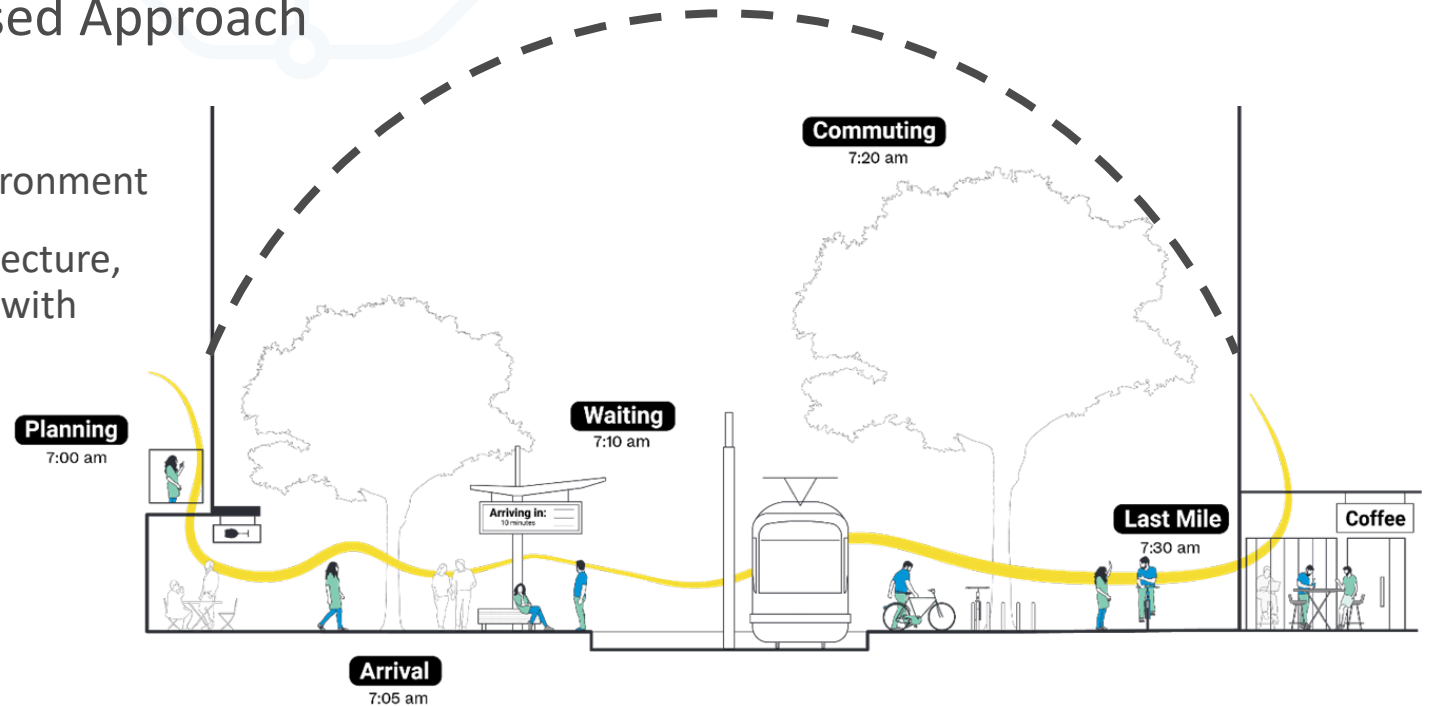 sed Approach
ronment
ecture,
with
Commuting
7:20 am
Planning
7:00 am
Waiting
7:10 am
Arriving in:
10 minutes
Last Mile
7:30 am
Coffee
Arrival
7:05 am